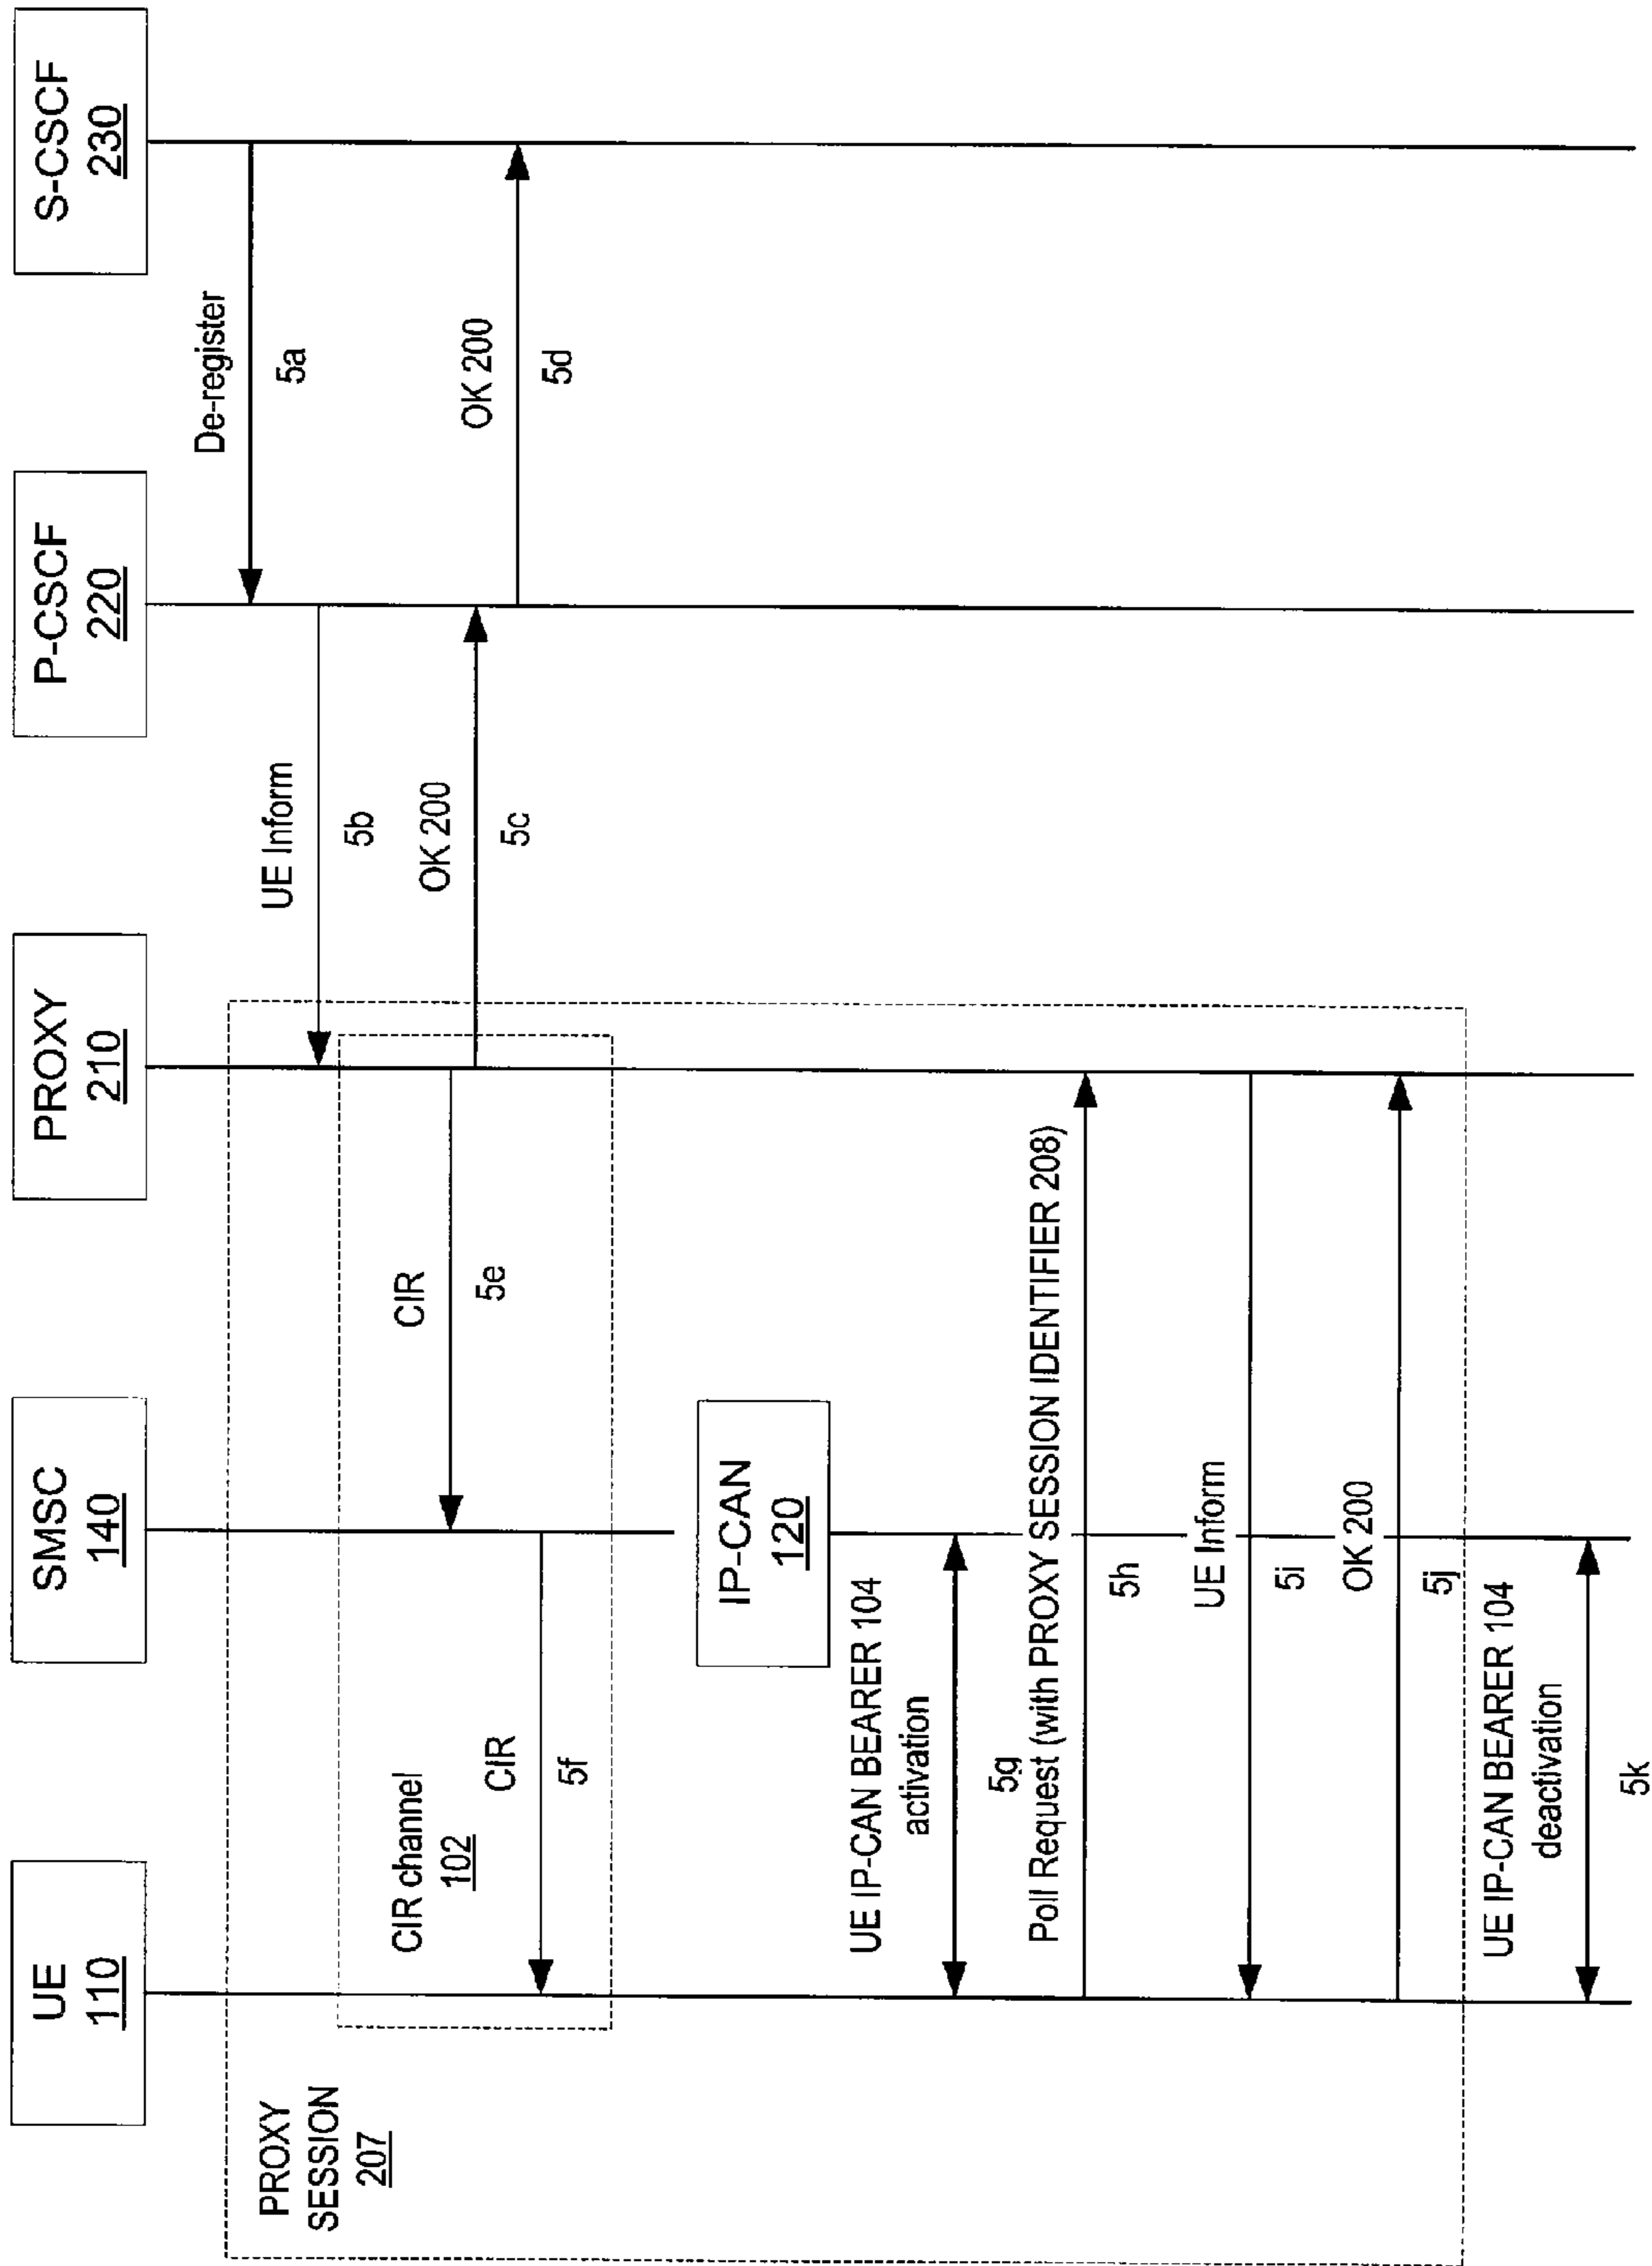 UE
110
SMSC
140
PROXY
210
P-CSCF
220
S-CSCF
230
PROXY
SESSION
207
De-register
5a
UE Inform
5b
CIR channel
102
CIR
5e
OK 200
5c
OK 200
5d
CIR
5f
IP-CAN
120
UE IP-CAN BEARER 104
activation
5g
Poll Request (with PROXY SESSION IDENTIFIER 208)
5h
UE Inform
5i
OK 200
5j
UE IP-CAN BEARER 104
deactivation
5k